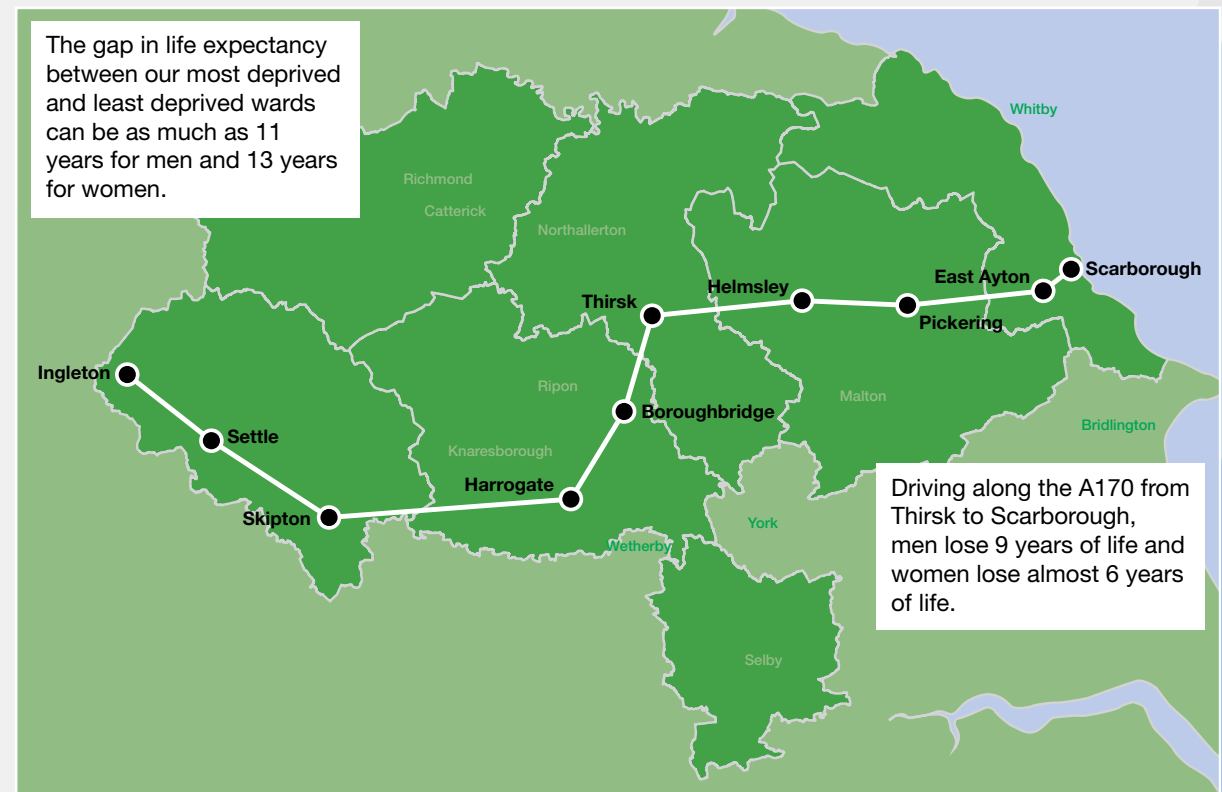 The gap in life expectancy
between our most deprived
and least deprived wards
can be as much as 11
years for men and 13 years
for women.
Whitby
Richmond
Catterick
Northallerton
Scarborough
East Ayton
Helmsley
Thirsk
Pickering
Ingleton
Ripon
Malton
Boroughbridge
Bridlington
Settle
Knaresborough
Harrogate
Skipton
York
Wetherby
Driving along the A170 from
Thirsk to Scarborough,
men lose 9 years of life and
women lose almost 6 years
of life.
Selby